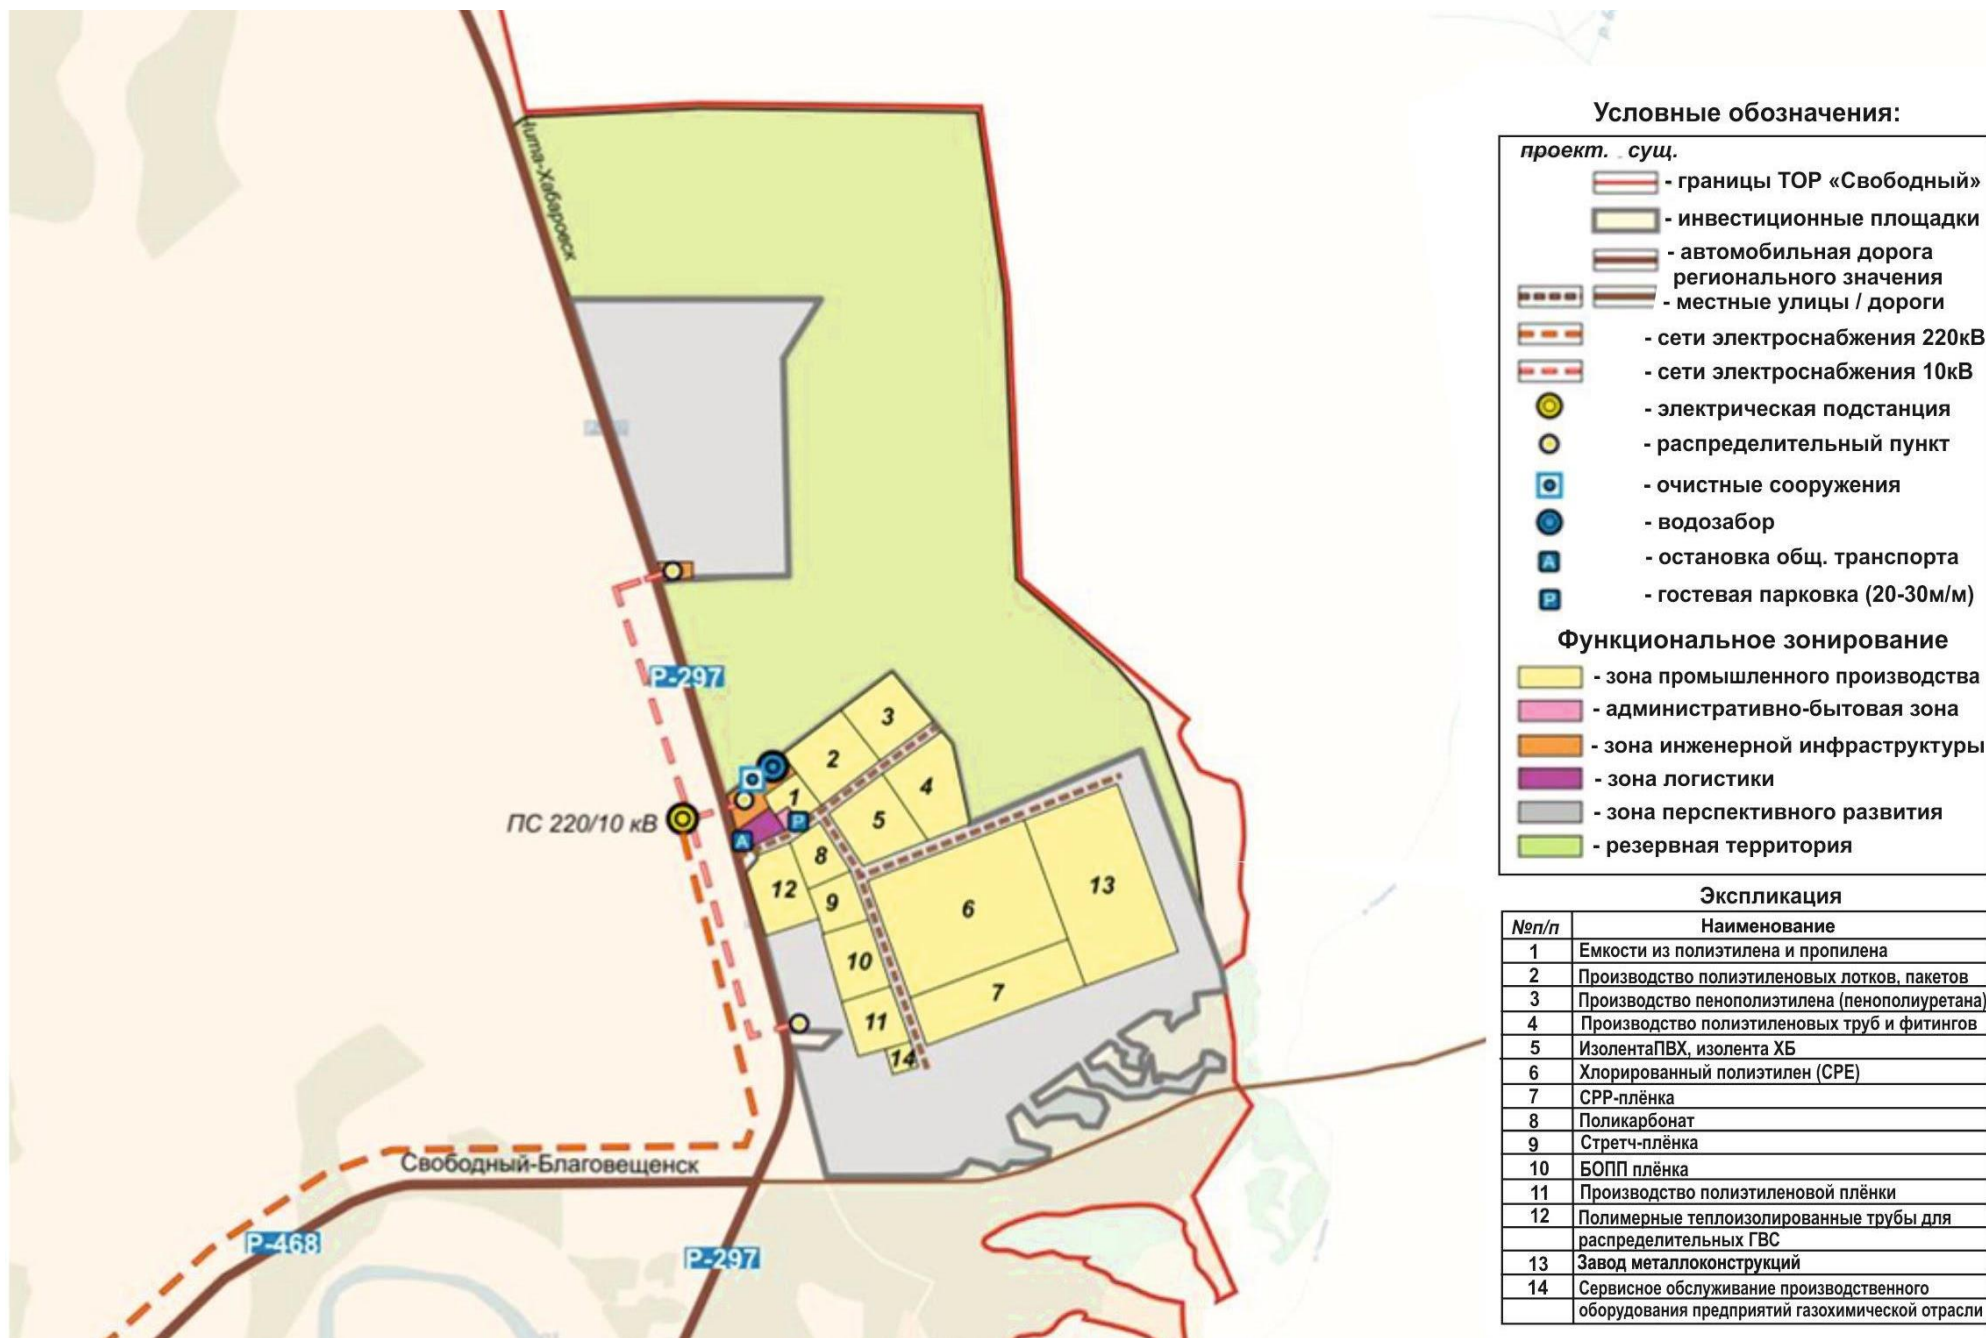 Чита-Хабаровск
Р-297
ПС 220/10 кВ
3
2
1
4
5
8
12
9
6
13
10
7
11
14
A
P
Свободный-Благовещенск
Р-468
Р-297
Условные обозначения:
проект. сущ.
- границы ТОР «Свободный»
- инвестиционные площадки
- автомобильная дорога
регионального значения
- местные улицы / дороги
- сети электроснабжения 220кВ
- сети электроснабжения 10кВ
- электрическая подстанция
- распределительный пункт
- очистные сооружения
- водозабор
A - остановка общ. транспорта
P - гостевая парковка (20-30м/м)
Функциональное зонирование
- зона промышленного производства
- административно-бытовая зона
- зона инженерной инфраструктуры
- зона логистики
- зона перспективного развития
- резервная территория
Экспликация
№п/п Наименование
1 Емкости из полиэтилена и пропилена
2 Производство полиэтиленовых лотков, пакетов
3 Производство пенополиэтилена (пенополиуретана)
4 Производство полиэтиленовых труб и фитингов
5 ИзолентаПВХ, изолента ХБ
6 Хлорированный полиэтилен (CPE)
7 CPP-плёнка
8 Поликарбонат
9 Стретч-плёнка
10 БОПП плёнка
11 Производство полиэтиленовой плёнки
12 Полимерные теплоизолированные трубы для
распределительных ГВС
13 Завод металлоконструкций
14 Сервисное обслуживание производственного
оборудования предприятий газохимической отрасли